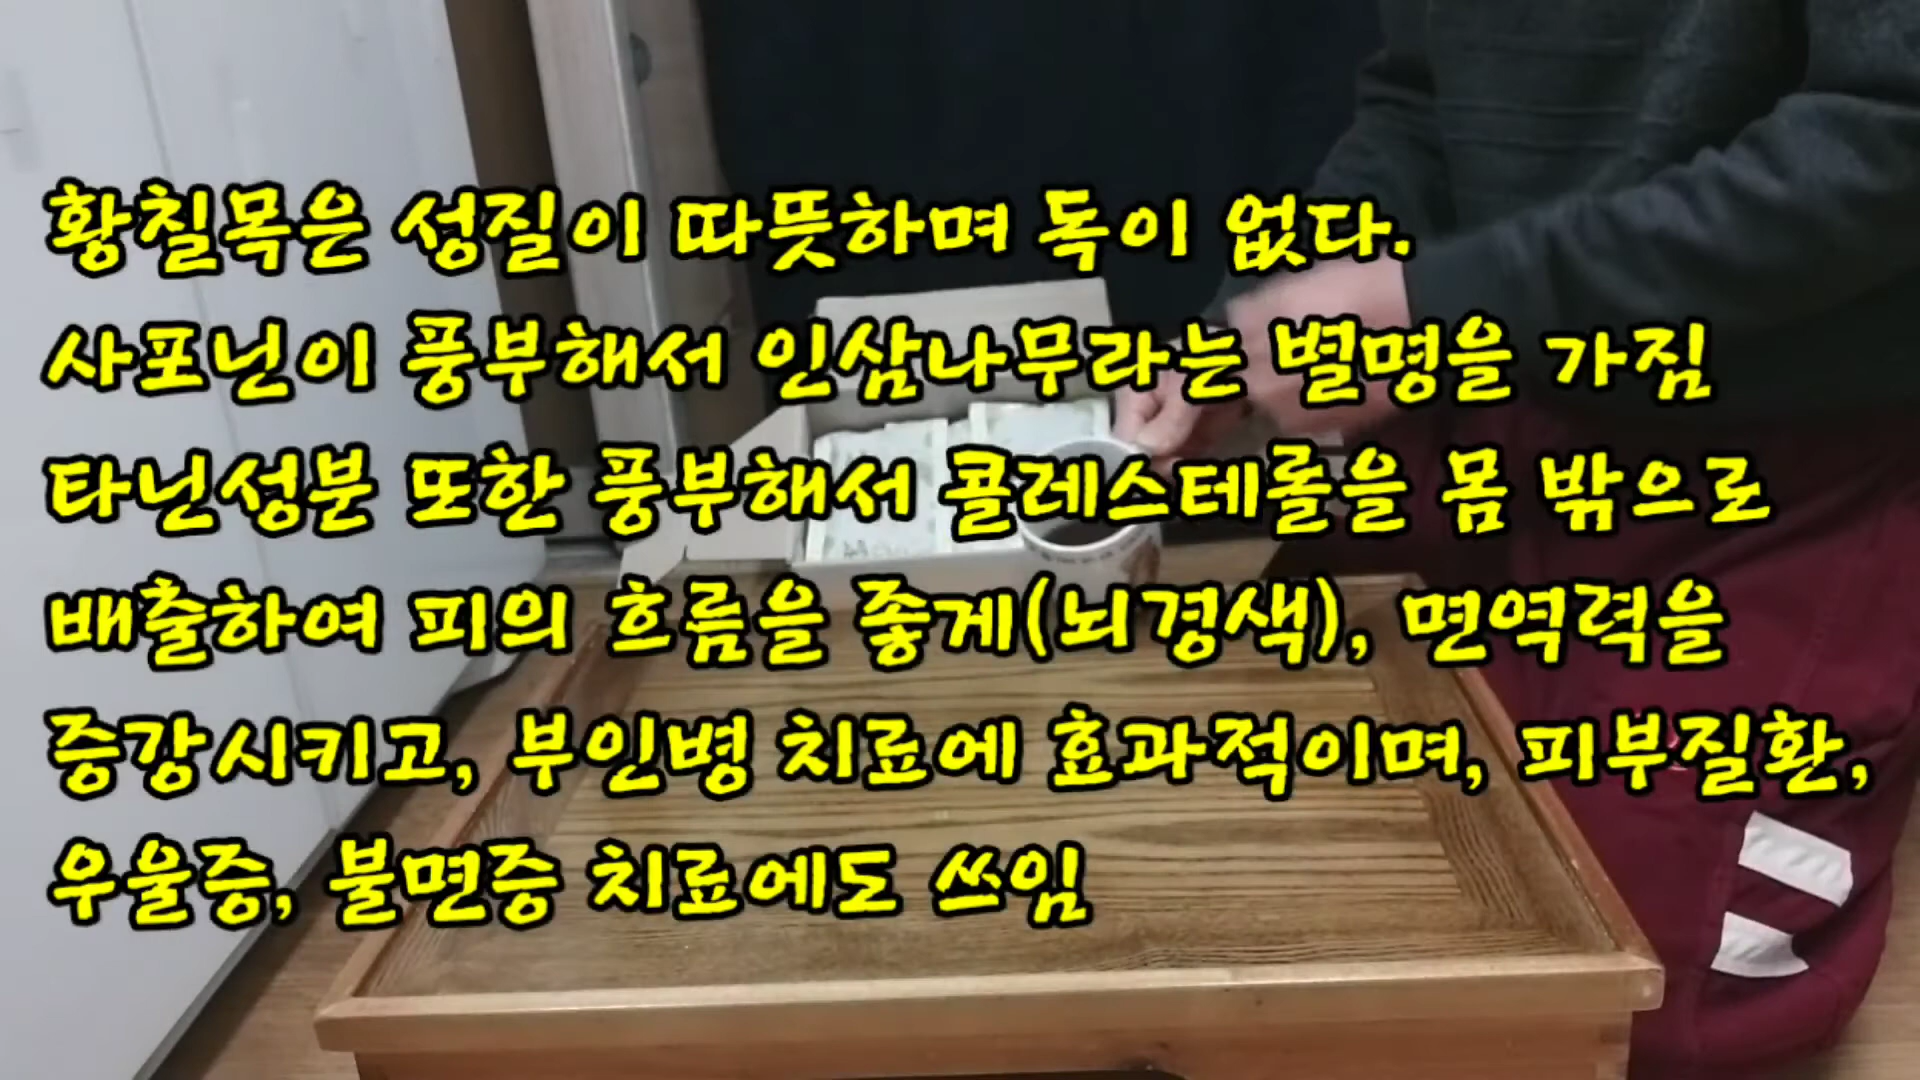 황칠목은 성질이 따뜻하며 독이 없다.
사포닌이 풍부해서 인삼나무라는 별명을 가짐
타닌성분 또한 풍부해서 콜레스테롤을 몸 밖으로
배출하여 피의 흐름을 좋게(뇌경색), 면역력을
증강시키고, 부인병 치료에 효과적이며, 피부질환,
우울증, 불면증 치료에도 쓰임